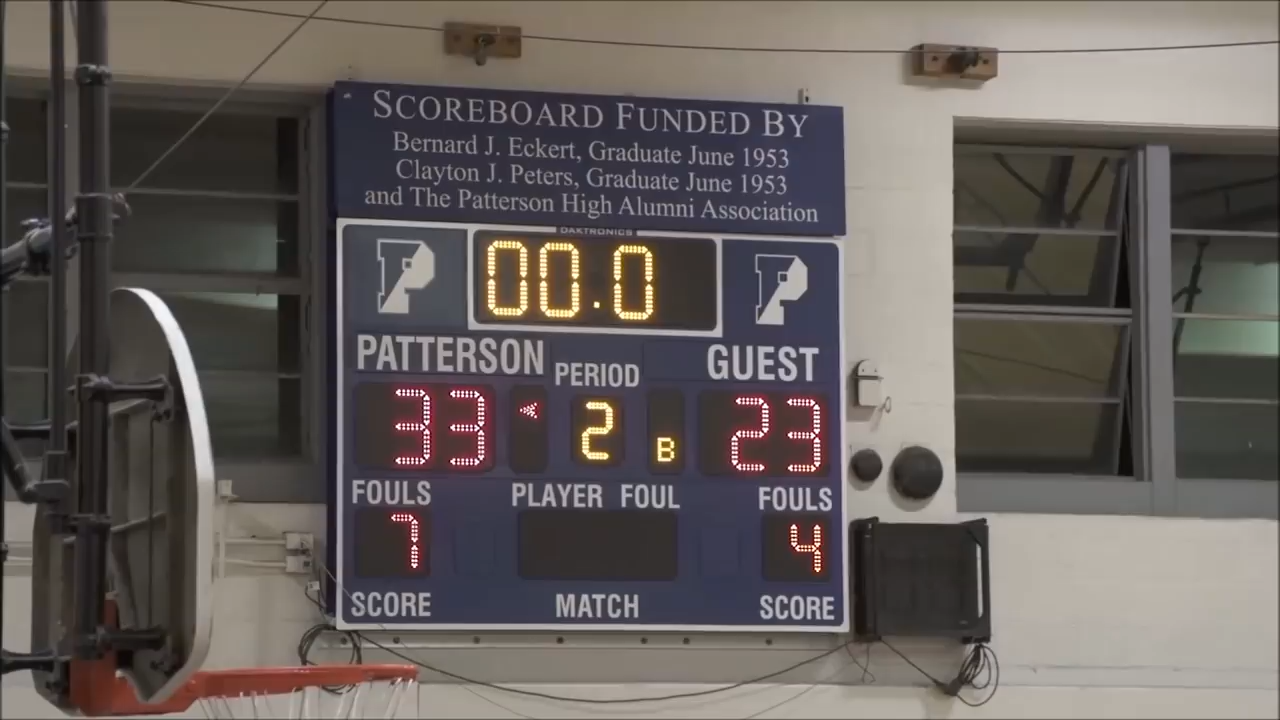 SCOREBOARD FUNDED BY
Bernard J. Eckert, Graduate June 1953
Clayton J. Peters, Graduate June 1953
and The Patterson High Alumni Association
DAKTRONICS
P 00.0 P
PATTERSON PERIOD GUEST
33 2 B 23
FOULS PLAYER FOUL FOULS
7 4
SCORE MATCH SCORE